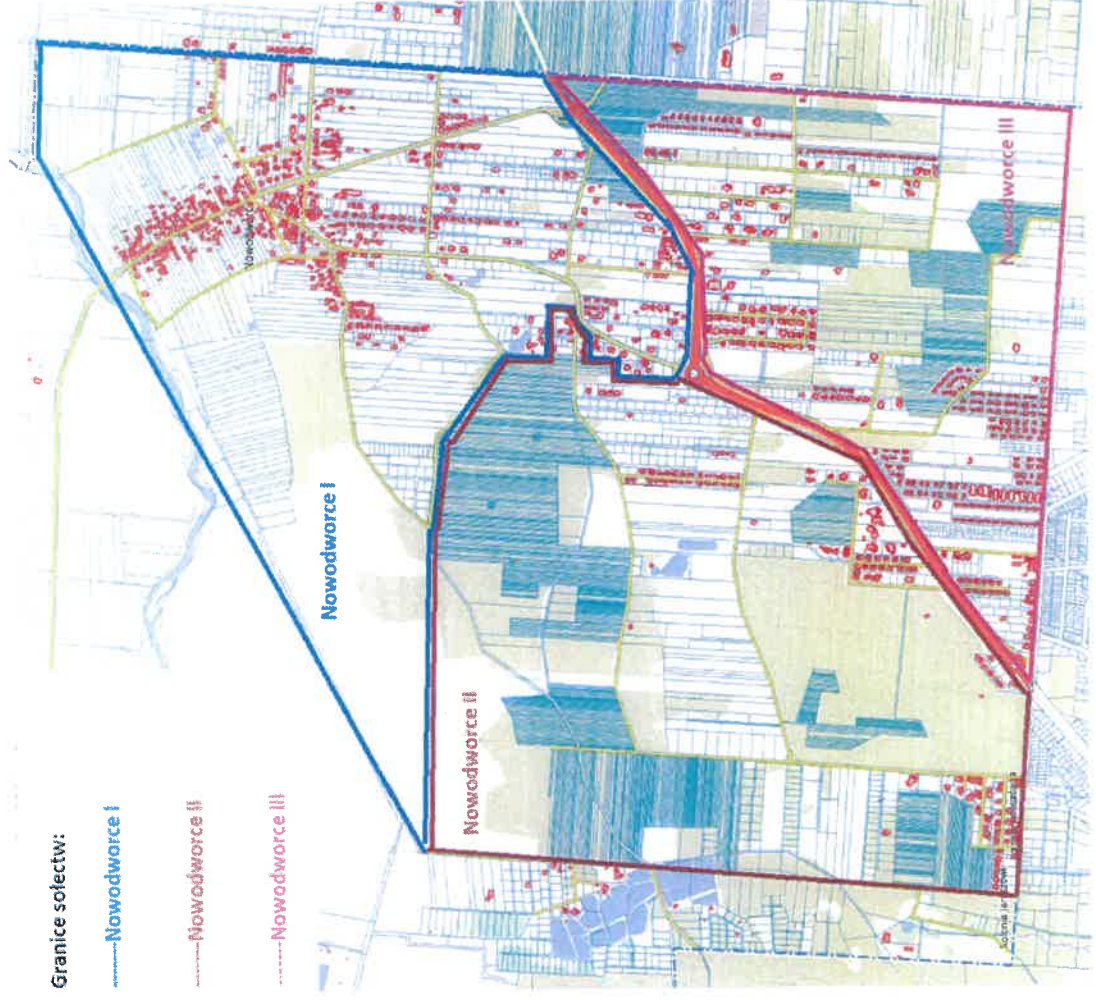 Granice sołectw:
--------Nowodworce I
--------Nowodworce II
--------Nowodworce III
Nowodworce I
Nowodworce II
Nowodworce III